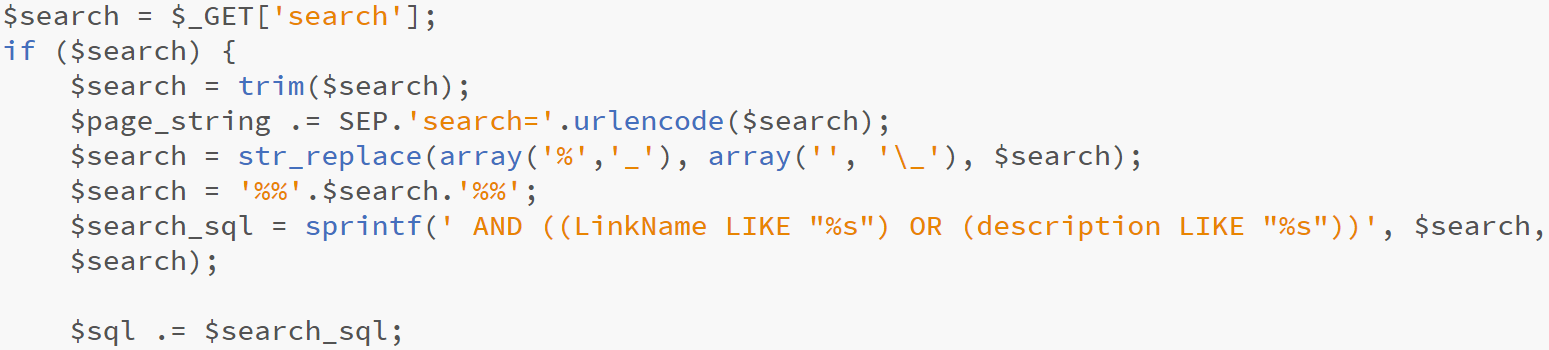 $search = $_GET['search'];
if ($search) {
    $search = trim($search);
    $page_string .= SEP.'search='.urlencode($search);
    $search = str_replace(array('%','_'), array('', '\_'), $search);
    $search = '%%'.$search.'%%';
    $search_sql = sprintf(' AND ((LinkName LIKE "%s") OR (description LIKE "%s"))', $search,
    $search);
    $sql .= $search_sql;